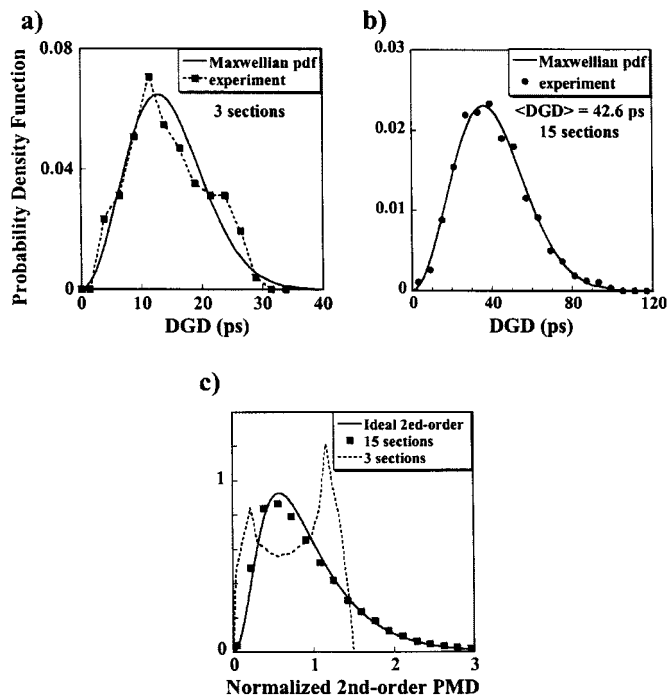 a)
b)
Probability Density Function
0.08
0.04
0
Maxwellian pdf
experiment
3 sections
0 10 20 30 40
DGD (ps)
0.03
0.02
0.01
0
Maxwellian pdf
experiment
<DGD> = 42.6 ps
15 sections
0 40 80 120
DGD (ps)
c)
1
0
Ideal 2ed-order
15 sections
3 sections
0 1 2 3
Normalized 2nd-order PMD